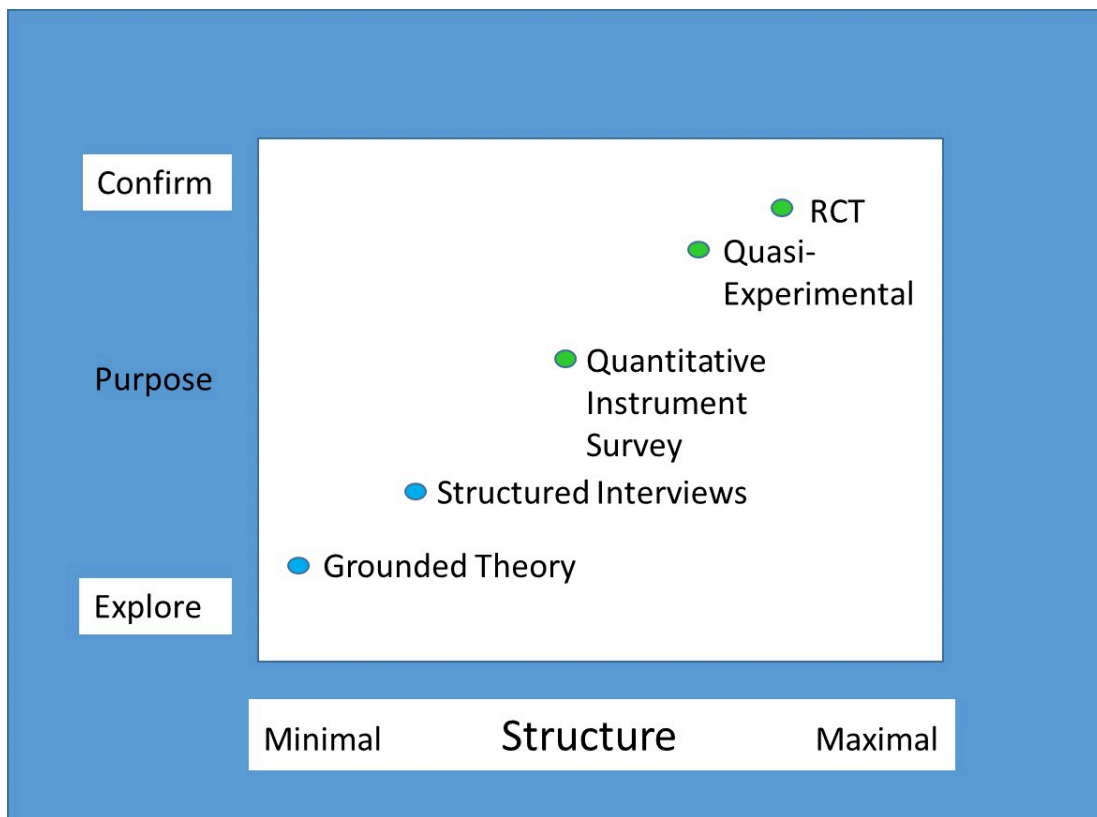 Confirm
RCT
Quasi-
Experimental
Purpose
Quantitative
Instrument
Survey
Structured Interviews
Grounded Theory
Explore
Minimal Structure Maximal